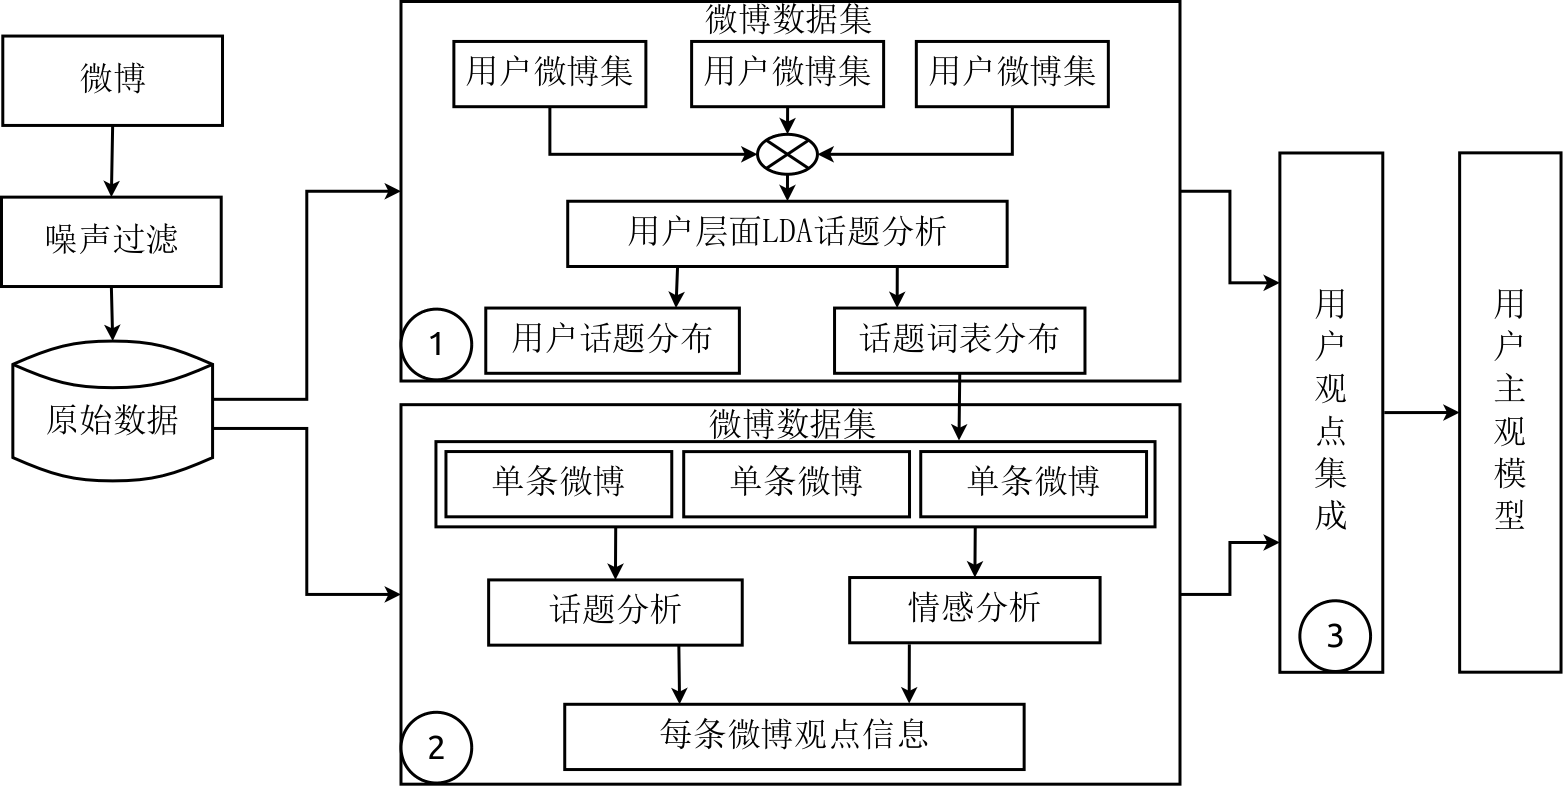 微博
噪声过滤
原始数据
微博数据集
用户微博集
用户微博集
用户微博集
用户层面LDA话题分析
用户话题分布
话题词表分布
1
微博数据集
单条微博
单条微博
单条微博
话题分析
情感分析
每条微博观点信息
2
用户观点集成
3
用户主观模型